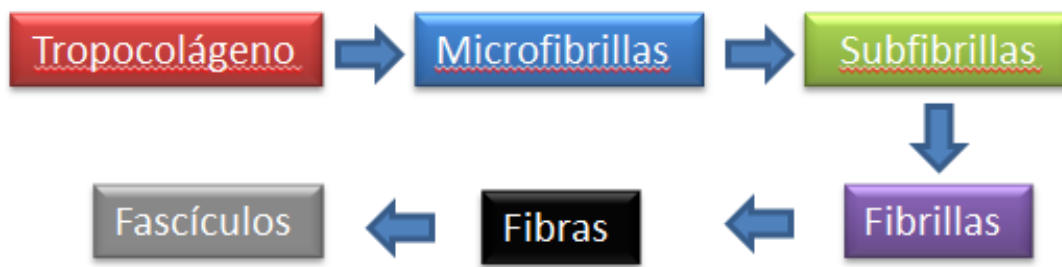 Tropocolágeno
Microfibrillas
Subfibrillas
Fibrillas
Fibras
Fascículos